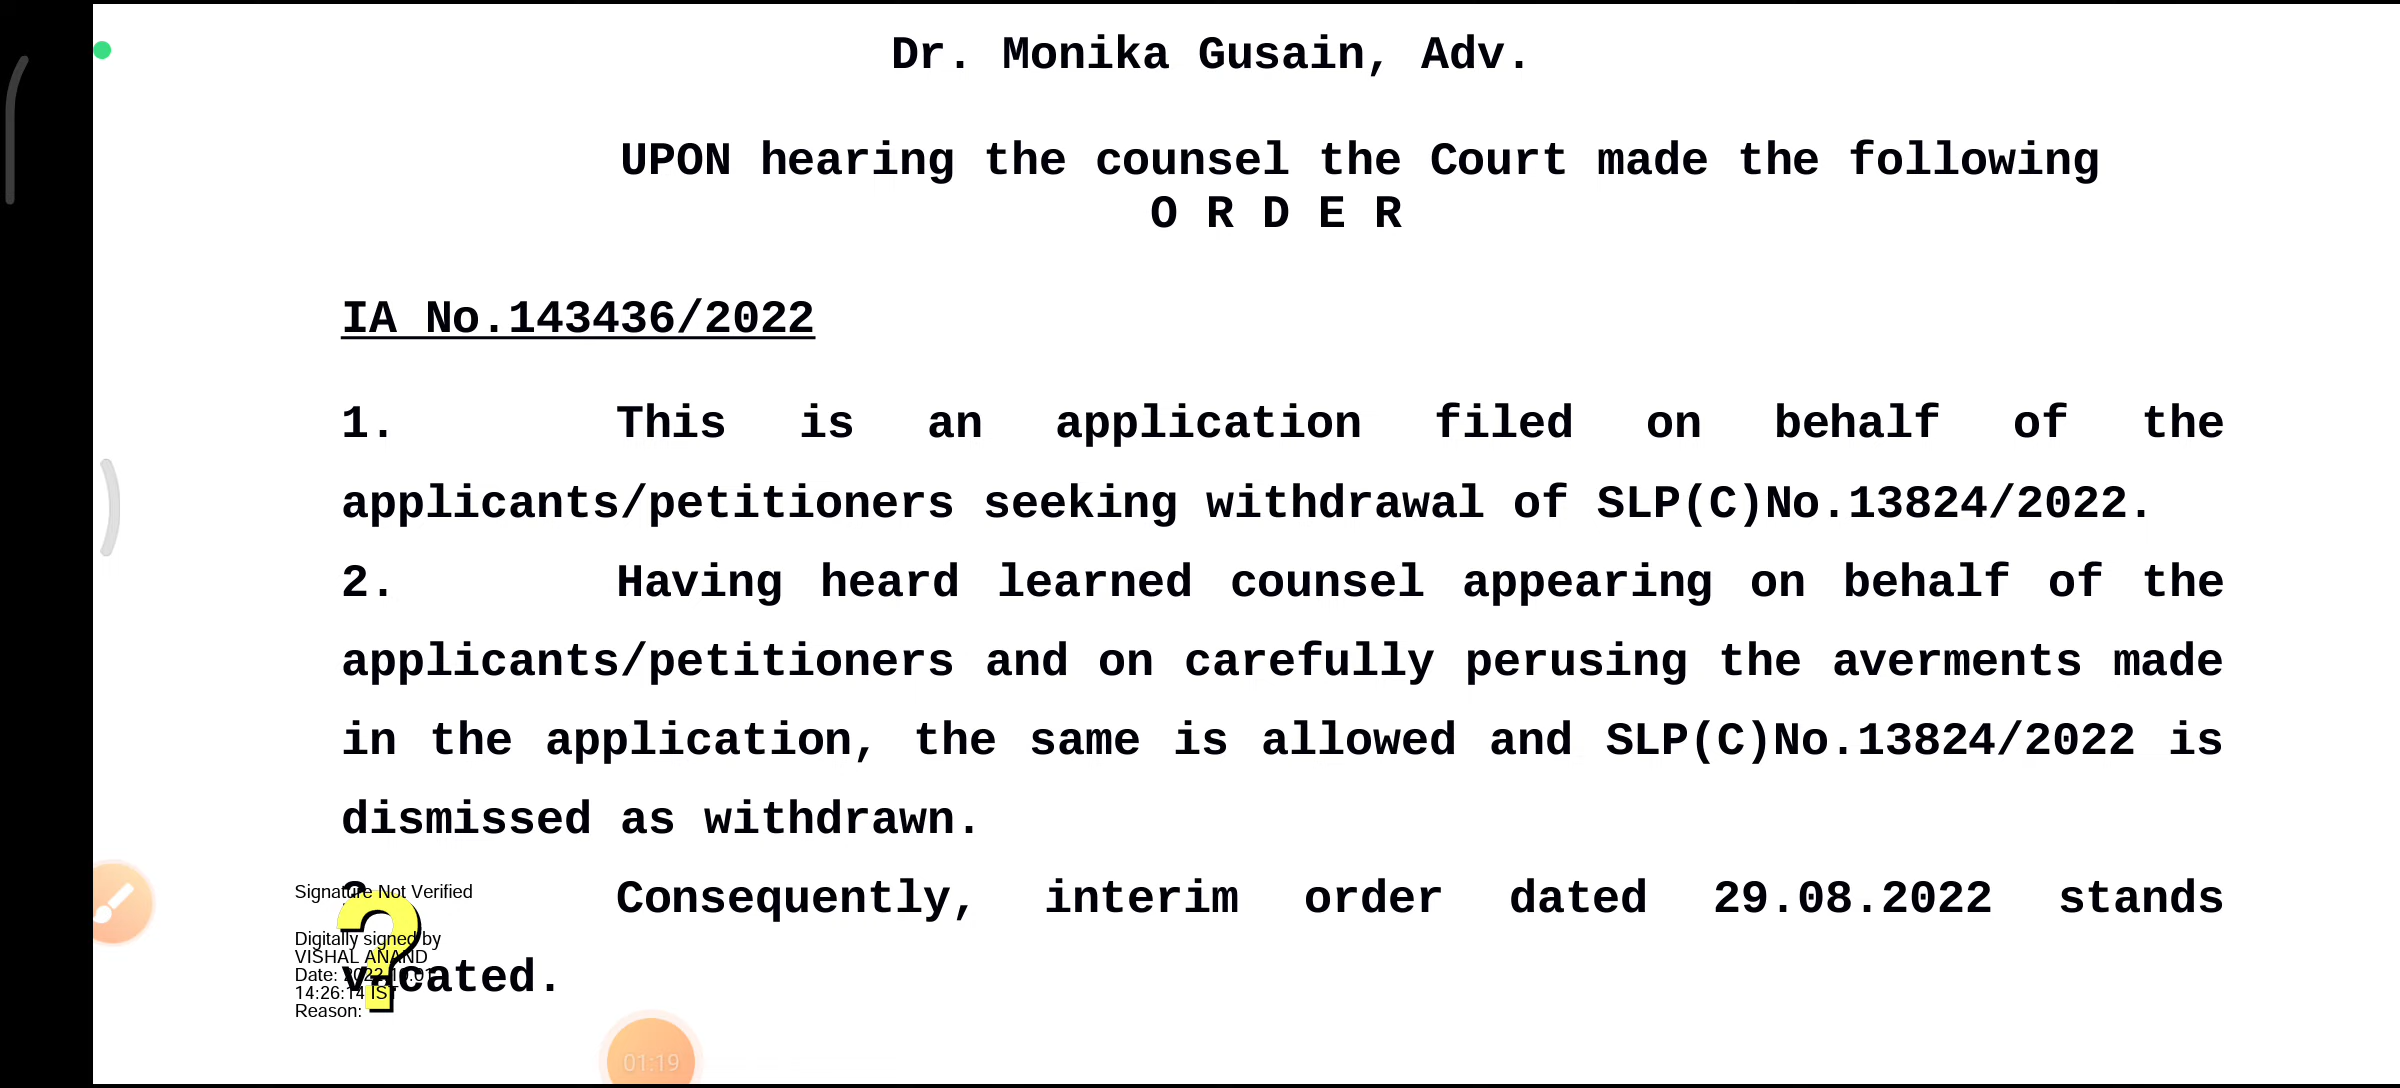 Dr. Monika Gusain, Adv.
UPON hearing the counsel the Court made the following
O R D E R
IA No.143436/2022
1. This is an application filed on behalf of the
applicants/petitioners seeking withdrawal of SLP(C)No.13824/2022.
2. Having heard learned counsel appearing on behalf of the
applicants/petitioners and on carefully perusing the averments made
in the application, the same is allowed and SLP(C)No.13824/2022 is
dismissed as withdrawn.
Consequently, interim order dated 29.08.2022 stands
vacated.
Signature Not Verified
Digitally signed by
VISHAL ANAND
Date: 2022.10.01
14:26:14 IST
Reason:
01:19